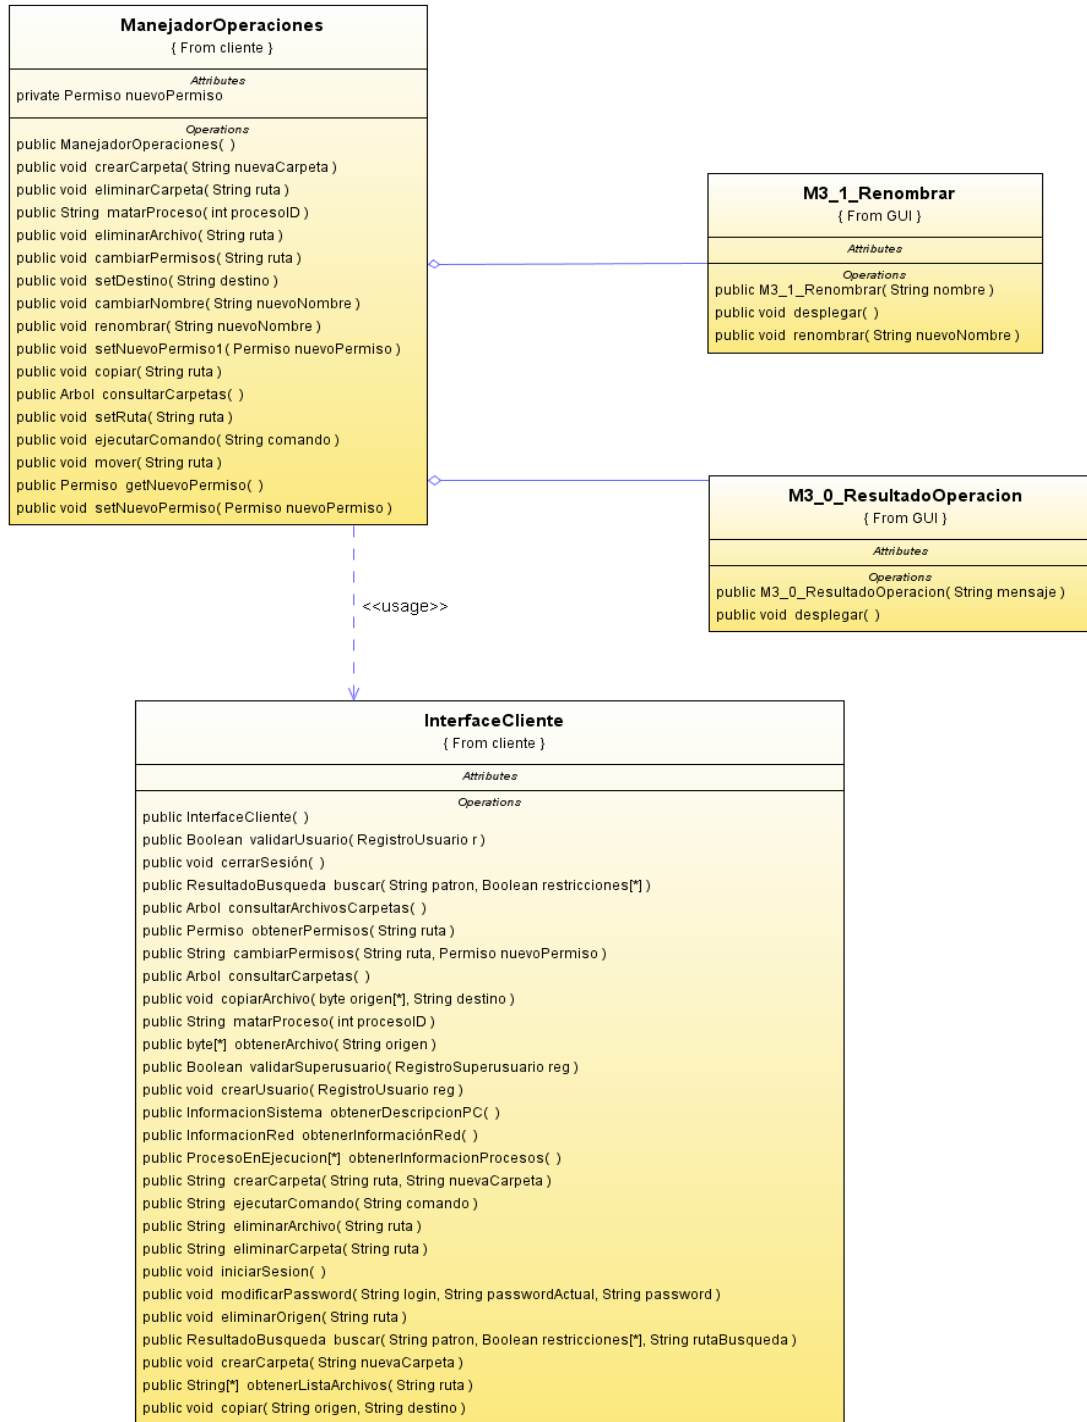 ManejadorOperaciones
{ From cliente }
Attributes
private Permiso nuevoPermiso
Operations
public ManejadorOperaciones( )
public void crearCarpeta( String nuevaCarpeta )
public void eliminarCarpeta( String ruta )
public String matarProceso( int procesoID )
public void eliminarArchivo( String ruta )
public void cambiarPermisos( String ruta )
public void setDestino( String destino )
public void cambiarNombre( String nuevoNombre )
public void renombrar( String nuevoNombre )
public void setNuevoPermiso1( Permiso nuevoPermiso )
public void copiar( String ruta )
public Arbol consultarCarpetas( )
public void setRuta( String ruta )
public void ejecutarComando( String comando )
public void mover( String ruta )
public Permiso getNuevoPermiso( )
public void setNuevoPermiso( Permiso nuevoPermiso )
M3_1_Renombrar
{ From GUI }
Attributes
Operations
public M3_1_Renombrar( String nombre )
public void desplegar( )
public void renombrar( String nuevoNombre )
M3_0_ResultadoOperacion
{ From GUI }
Attributes
Operations
public M3_0_ResultadoOperacion( String mensaje )
public void desplegar( )
<<usage>>
InterfaceCliente
{ From cliente }
Attributes
Operations
public InterfaceCliente( )
public Boolean validarUsuario( RegistroUsuario r )
public void cerrarSesión( )
public ResultadoBusqueda buscar( String patron, Boolean restricciones[*] )
public Arbol consultarArchivosCarpetas( )
public Permiso obtenerPermisos( String ruta )
public String cambiarPermisos( String ruta, Permiso nuevoPermiso )
public Arbol consultarCarpetas( )
public void copiarArchivo( byte origen[*], String destino )
public String matarProceso( int procesoID )
public byte[*] obtenerArchivo( String origen )
public Boolean validarSuperusuario( RegistroSuperusuario reg )
public void crearUsuario( RegistroUsuario reg )
public InformacionSistema obtenerDescripcionPC( )
public InformacionRed obtenerInformaciónRed( )
public ProcesoEnEjecucion[*] obtenerInformacionProcesos( )
public String crearCarpeta( String ruta, String nuevaCarpeta )
public String ejecutarComando( String comando )
public String eliminarArchivo( String ruta )
public String eliminarCarpeta( String ruta )
public void iniciarSesion( )
public void modificarPassword( String login, String passwordActual, String password )
public void eliminarOrigen( String ruta )
public ResultadoBusqueda buscar( String patron, Boolean restricciones[*], String rutaBusqueda )
public void crearCarpeta( String nuevaCarpeta )
public String[*] obtenerListaArchivos( String ruta )
public void copiar( String origen, String destino )